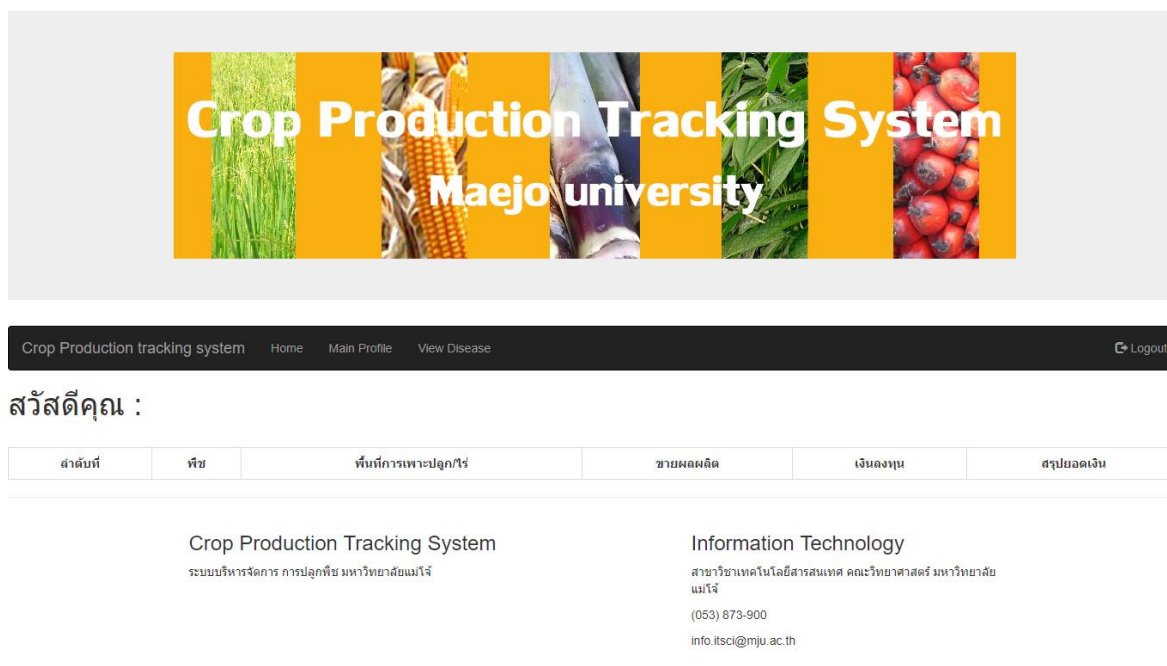 Crop Production Tracking System
Maejo university
Crop Production tracking system Home Main Profile View Disease Logout
สวัสดีคุณ :
ลำดับที่ พืช พื้นที่การเพาะปลูก/ไร่ ขายผลผลิต เงินลงทุน สรุปยอดเงิน
Crop Production Tracking System
ระบบบริหารจัดการ การปลูกพืช มหาวิทยาลัยแม่โจ้
Information Technology
สาขาวิชาเทคโนโลยีสารสนเทศ คณะวิทยาศาสตร์ มหาวิทยาลัย
แม่โจ้
(053) 873-900
info.itsci@mju.ac.th